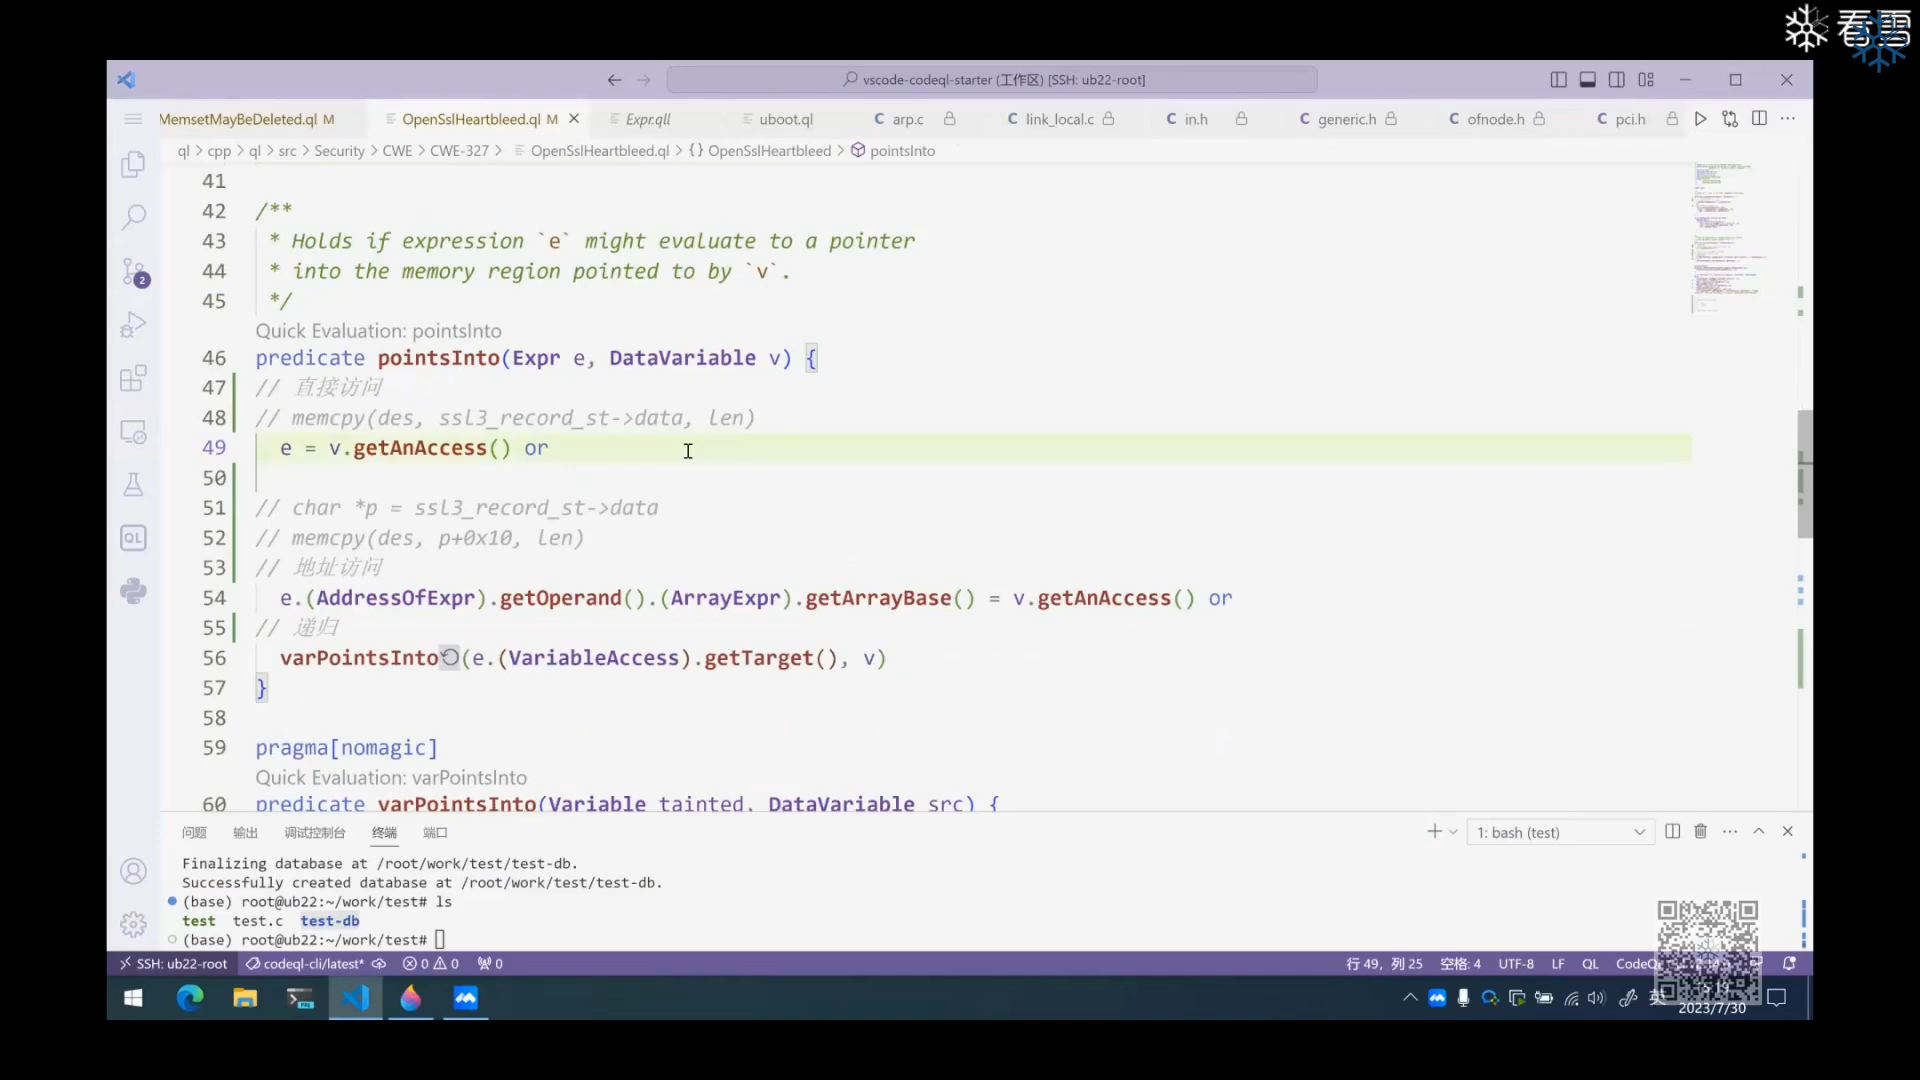 看雪
vscode-codeql-starter (工作区) [SSH: ub22-root]
MemsetMayBeDeleted.ql M
OpenSslHeartbleed.ql M
Expr.qll
uboot.ql
C arp.c
C link_local.c
C in.h
C generic.h
C ofnode.h
C pci.h
ql > cpp > ql > src > Security > CWE > CWE-327 > OpenSslHeartbleed.ql > {} OpenSslHeartbleed > pointsInto
41
42 /**
43 * Holds if expression `e` might evaluate to a pointer
44 * into the memory region pointed to by `v`.
45 */
Quick Evaluation: pointsInto
46 predicate pointsInto(Expr e, DataVariable v) {
47 // 直接访问
48 // memcpy(des, ssl3_record_st->data, len)
49 e = v.getAnAccess() or
50
51 // char *p = ssl3_record_st->data
52 // memcpy(des, p+0x10, len)
53 // 地址访问
54 e.(AddressOfExpr).getOperand().(ArrayExpr).getArrayBase() = v.getAnAccess() or
55 // 递归
56 varPointsInto(e.(VariableAccess).getTarget(), v)
57 }
58
59 pragma[nomagic]
Quick Evaluation: varPointsInto
60 predicate varPointsInto(Variable tainted, DataVariable src) {
2
QL
问题 输出 调试控制台 终端 端口
1: bash (test)
Finalizing database at /root/work/test/test-db.
Successfully created database at /root/work/test/test-db.
(base) root@ub22:~/work/test# ls
test test.c test-db
(base) root@ub22:~/work/test#
SSH: ub22-root codeql-cli/latest* 0 0 0
行 49, 列 25 空格: 4 UTF-8 LF QL
英
2023/7/30